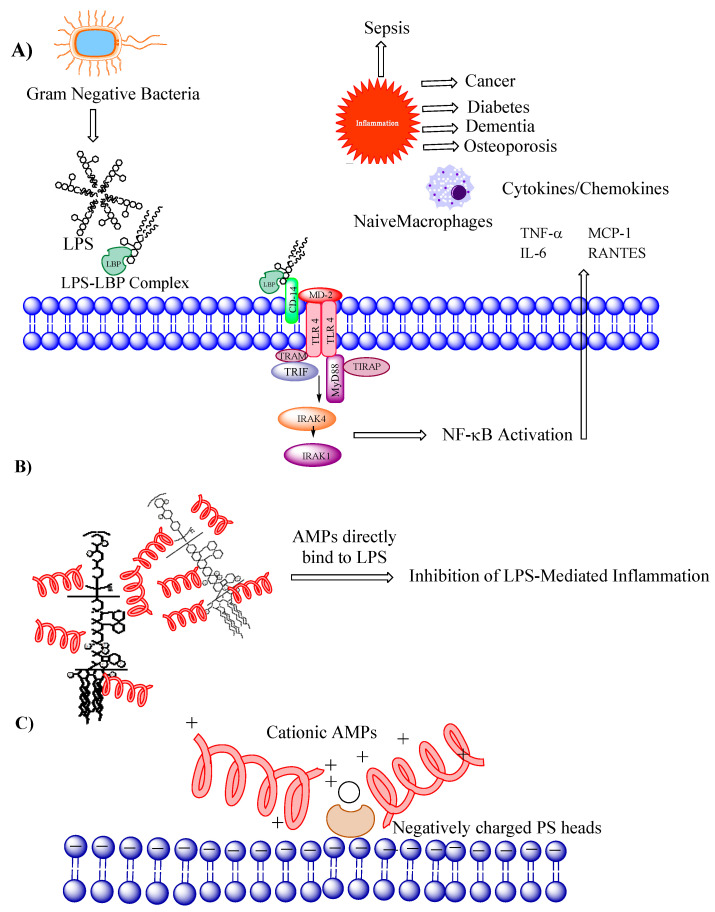 A)
Gram Negative Bacteria
LPS
LBP
LPS-LBP Complex
Sepsis
Inflammation
Cancer
Diabetes
Dementia
Osteoporosis
NaiveMacrophages
Cytokines/Chemokines
TNF-α MCP-1
IL-6 RANTES
LBP
CD-14
MD-2
TLR 4
TLR 4
TRAM
TRIF
MyD88
TIRAP
IRAK4
IRAK1
NF-κB Activation
B)
AMPs directly
bind to LPS
Inhibition of LPS-Mediated Inflammation
C)
Cationic AMPs
+
+
+
+
+
+
Negatively charged PS heads